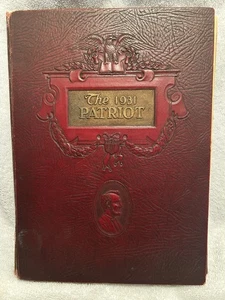 The 1931
PATRIOT